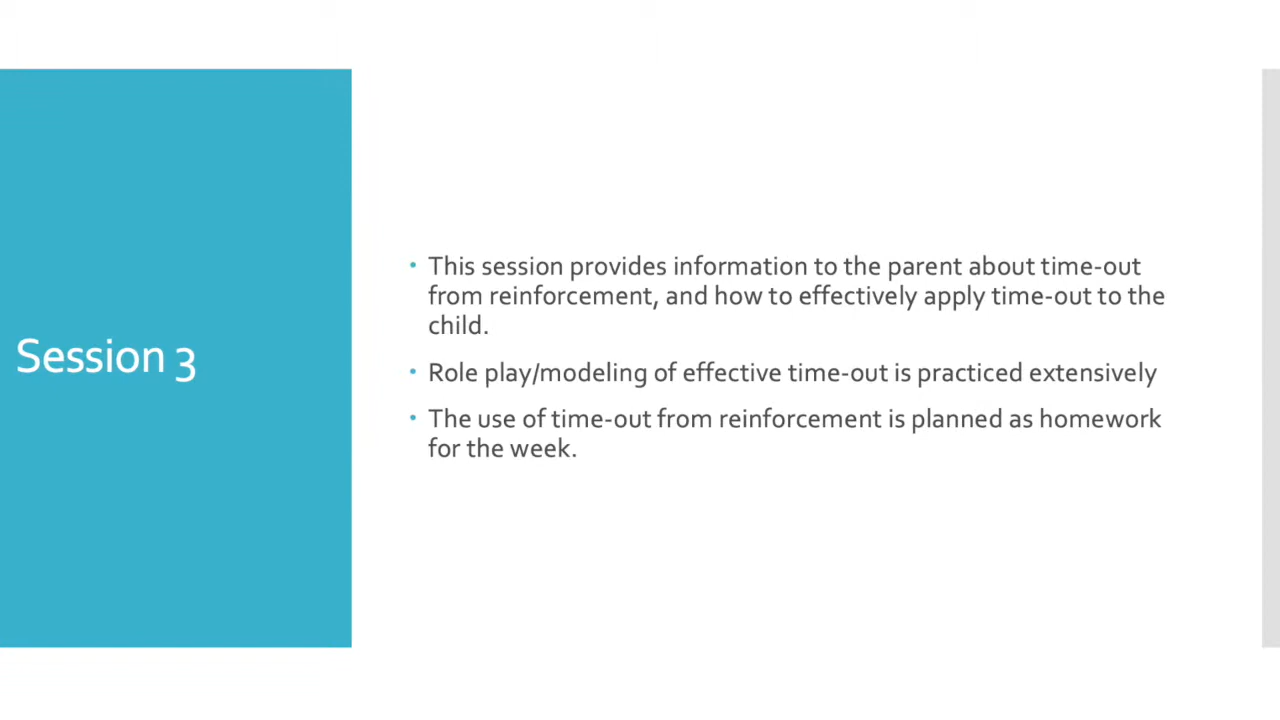 Session 3
• This session provides information to the parent about time-out
from reinforcement, and how to effectively apply time-out to the
child.
• Role play/modeling of effective time-out is practiced extensively
• The use of time-out from reinforcement is planned as homework
for the week.